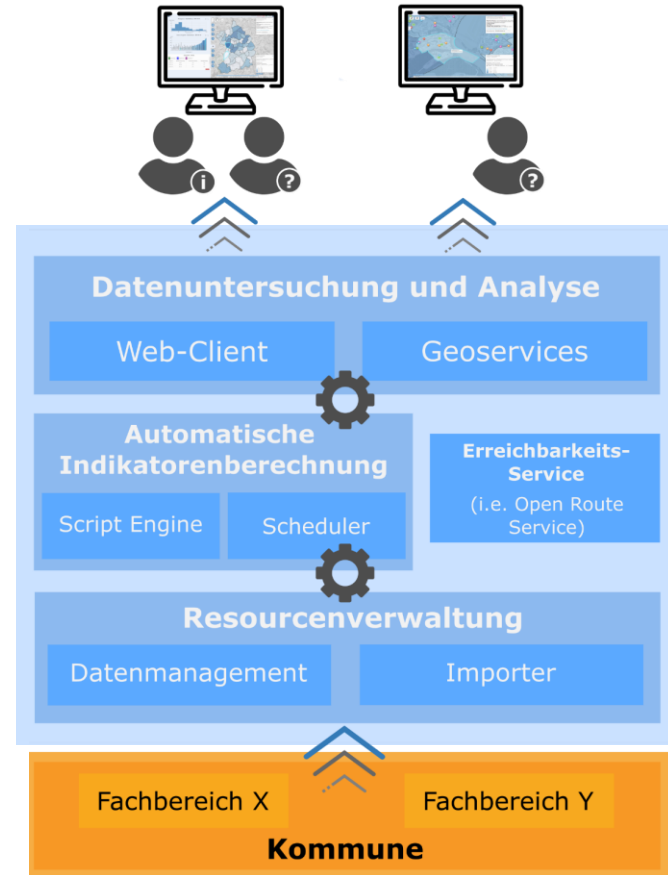 i
?
?
Datenuntersuchung und Analyse
Web-Client
Geoservices
Automatische
Indikatorenberechnung
Script Engine
Scheduler
Erreichbarkeits-
Service
(i.e. Open Route
Service)
Resourcenverwaltung
Datenmanagement
Importer
Fachbereich X
Fachbereich Y
Kommune